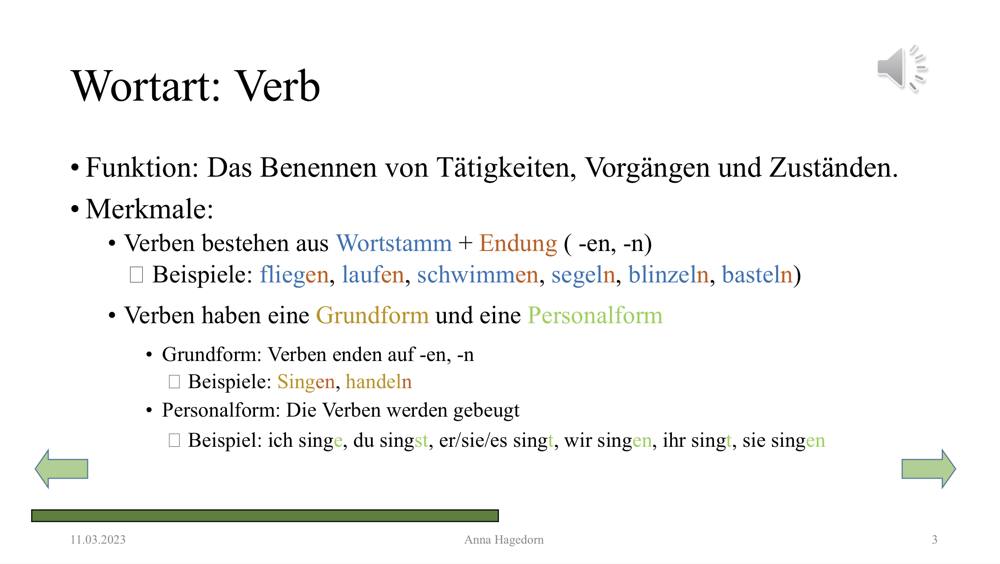 Wortart: Verb
• Funktion: Das Benennen von Tätigkeiten, Vorgängen und Zuständen.
• Merkmale:
• Verben bestehen aus Wortstamm + Endung ( -en, -n)
□ Beispiele: fliegen, laufen, schwimmen, segeln, blinzeln, basteln)
• Verben haben eine Grundform und eine Personalform
• Grundform: Verben enden auf -en, -n
□ Beispiele: Singen, handeln
• Personalform: Die Verben werden gebeugt
□ Beispiel: ich singe, du singst, er/sie/es singt, wir singen, ihr singt, sie singen
11.03.2023
Anna Hagedorn
3